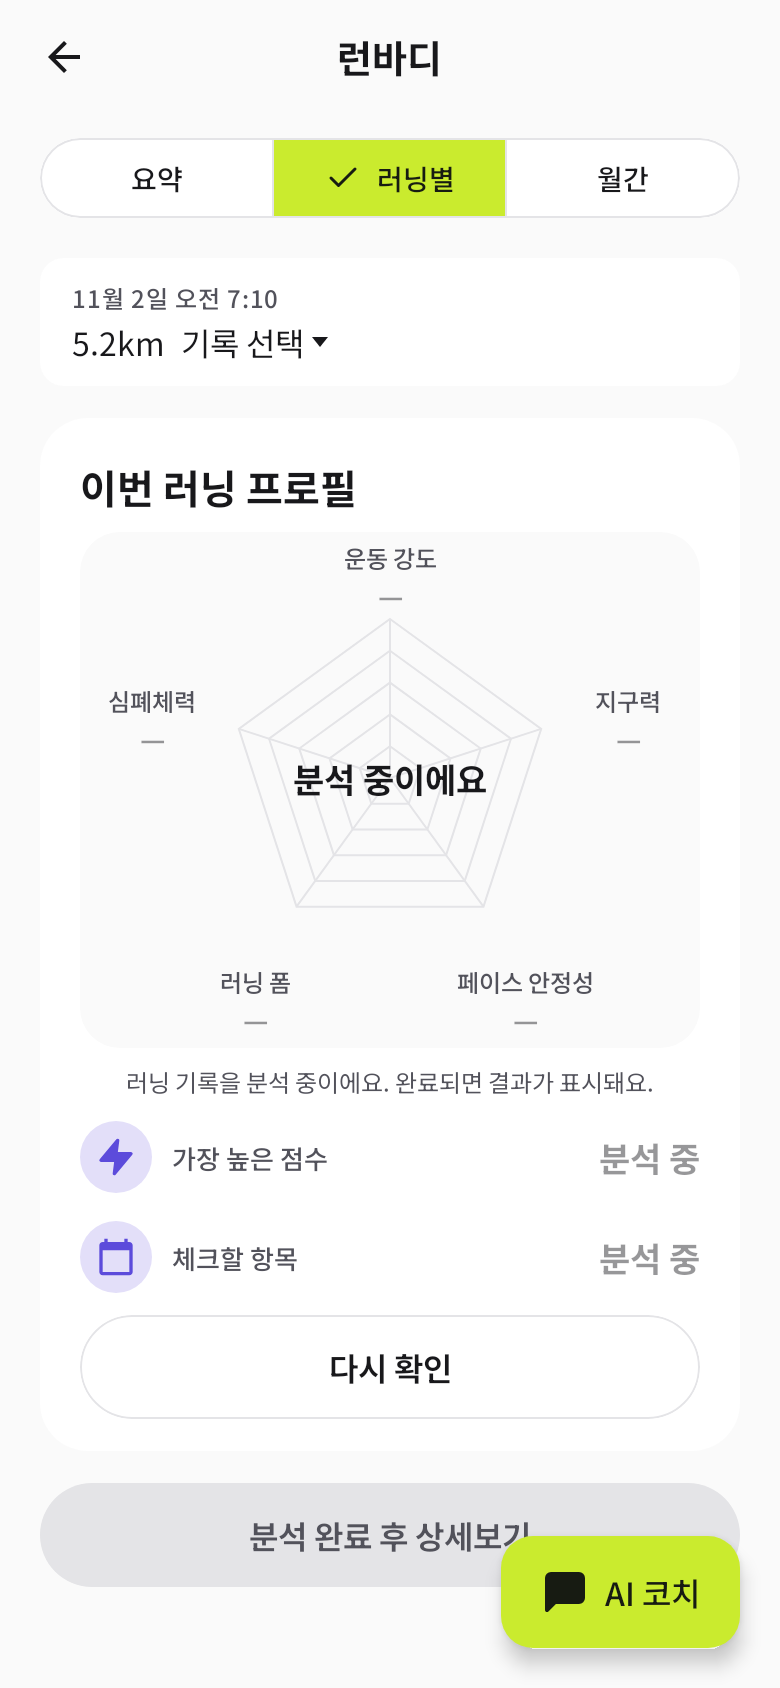 런바디
요약
러닝별
월간
11월 2일 오전 7:10
5.2km 기록 선택
이번 러닝 프로필
운동 강도
—
심폐체력
—
지구력
—
분석 중이에요
러닝 폼
—
페이스 안정성
—
러닝 기록을 분석 중이에요. 완료되면 결과가 표시돼요.
가장 높은 점수
분석 중
체크할 항목
분석 중
다시 확인
분석 완료 후 상세보기
AI 코치